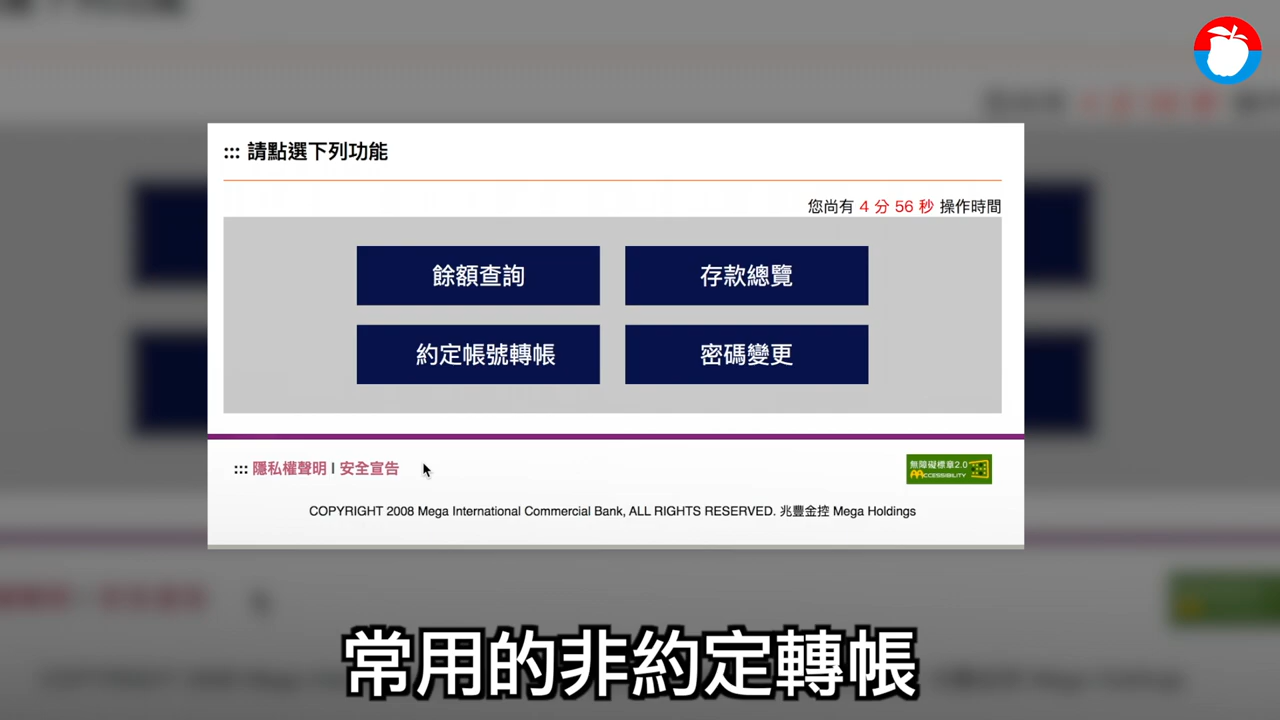 ::: 請點選下列功能
您尚有 4 分 56 秒 操作時間
餘額查詢
存款總覽
約定帳號轉帳
密碼變更
::: 隱私權聲明 | 安全宣告
無障礙標章2.0
AACCESSIBILITY
COPYRIGHT 2008 Mega International Commercial Bank, ALL RIGHTS RESERVED. 兆豐金控 Mega Holdings
常用的非約定轉帳